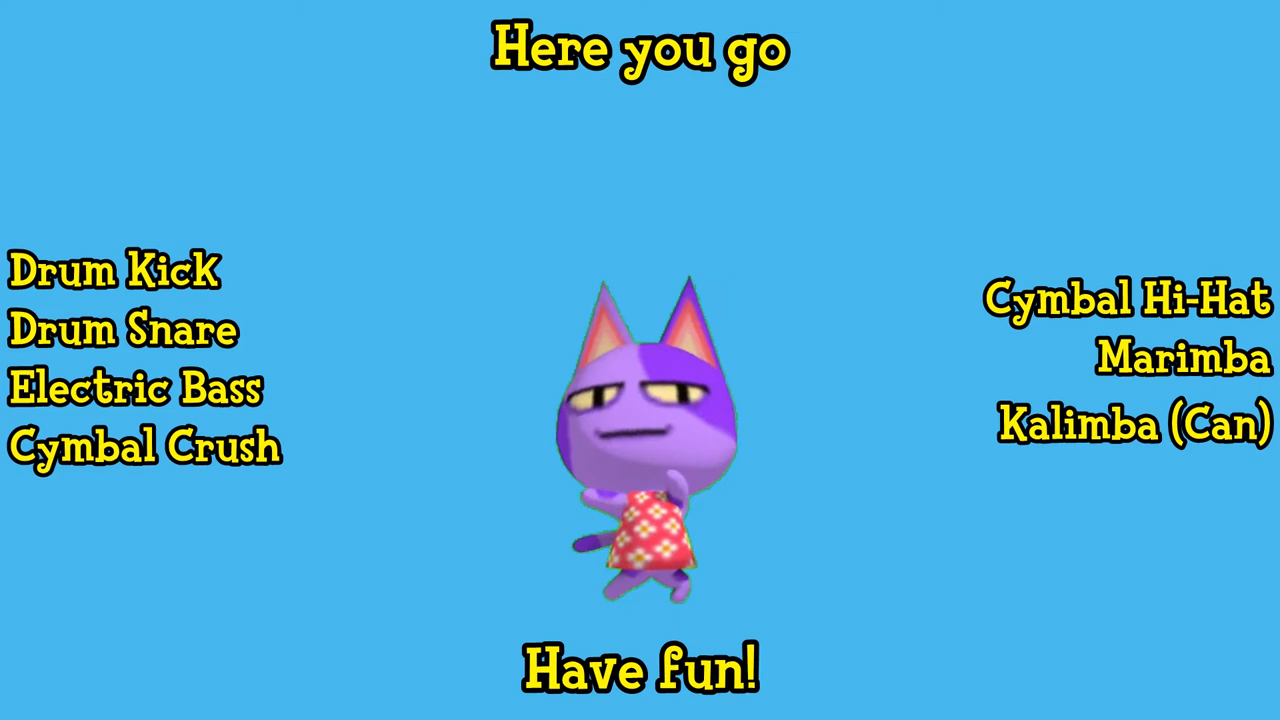 Here you go
Drum Kick
Drum Snare
Electric Bass
Cymbal Crush
Cymbal Hi-Hat
Marimba
Kalimba (Can)
Have fun!